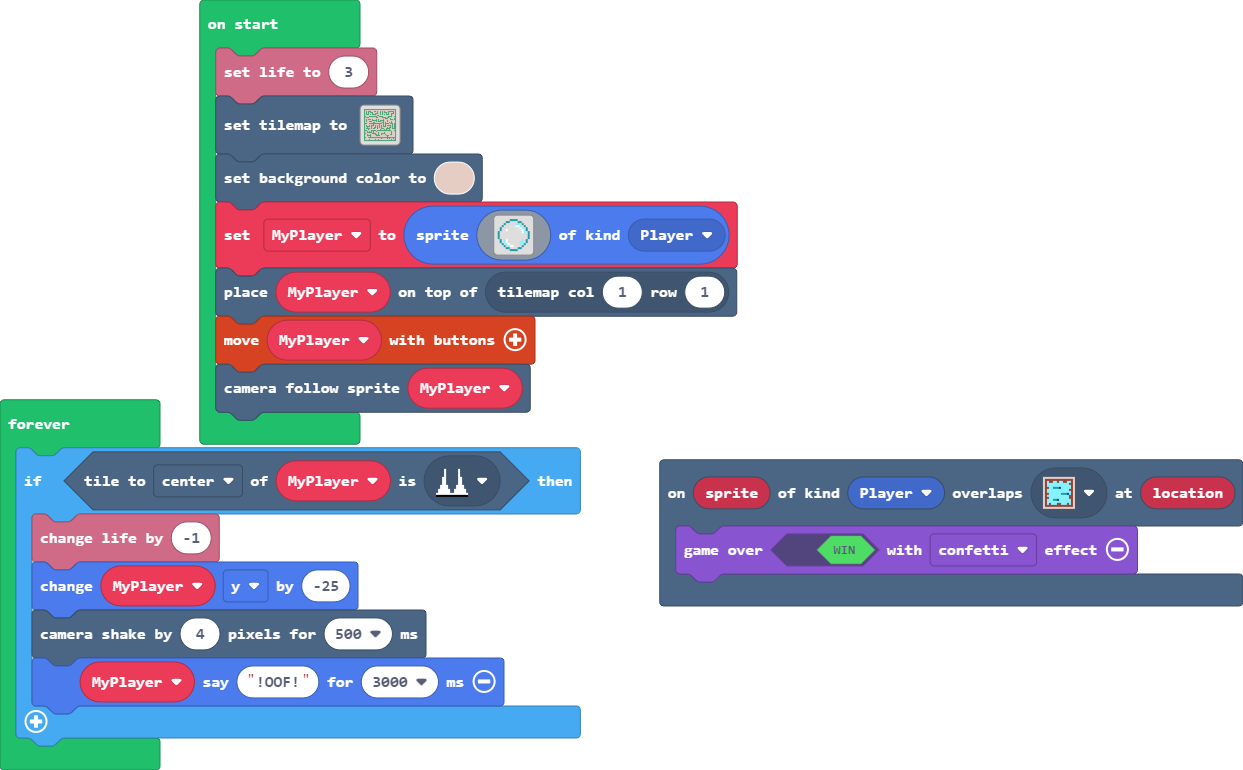 on start
set life to 3
set tilemap to
set background color to
set MyPlayer to sprite of kind Player
place MyPlayer on top of tilemap col 1 row 1
move MyPlayer with buttons
camera follow sprite MyPlayer
forever
if tile to center of MyPlayer is then
change life by -1
change MyPlayer y by -25
camera shake by 4 pixels for 500 ms
MyPlayer say "!OOF!" for 3000 ms
on sprite of kind Player overlaps at location
game over WIN with confetti effect